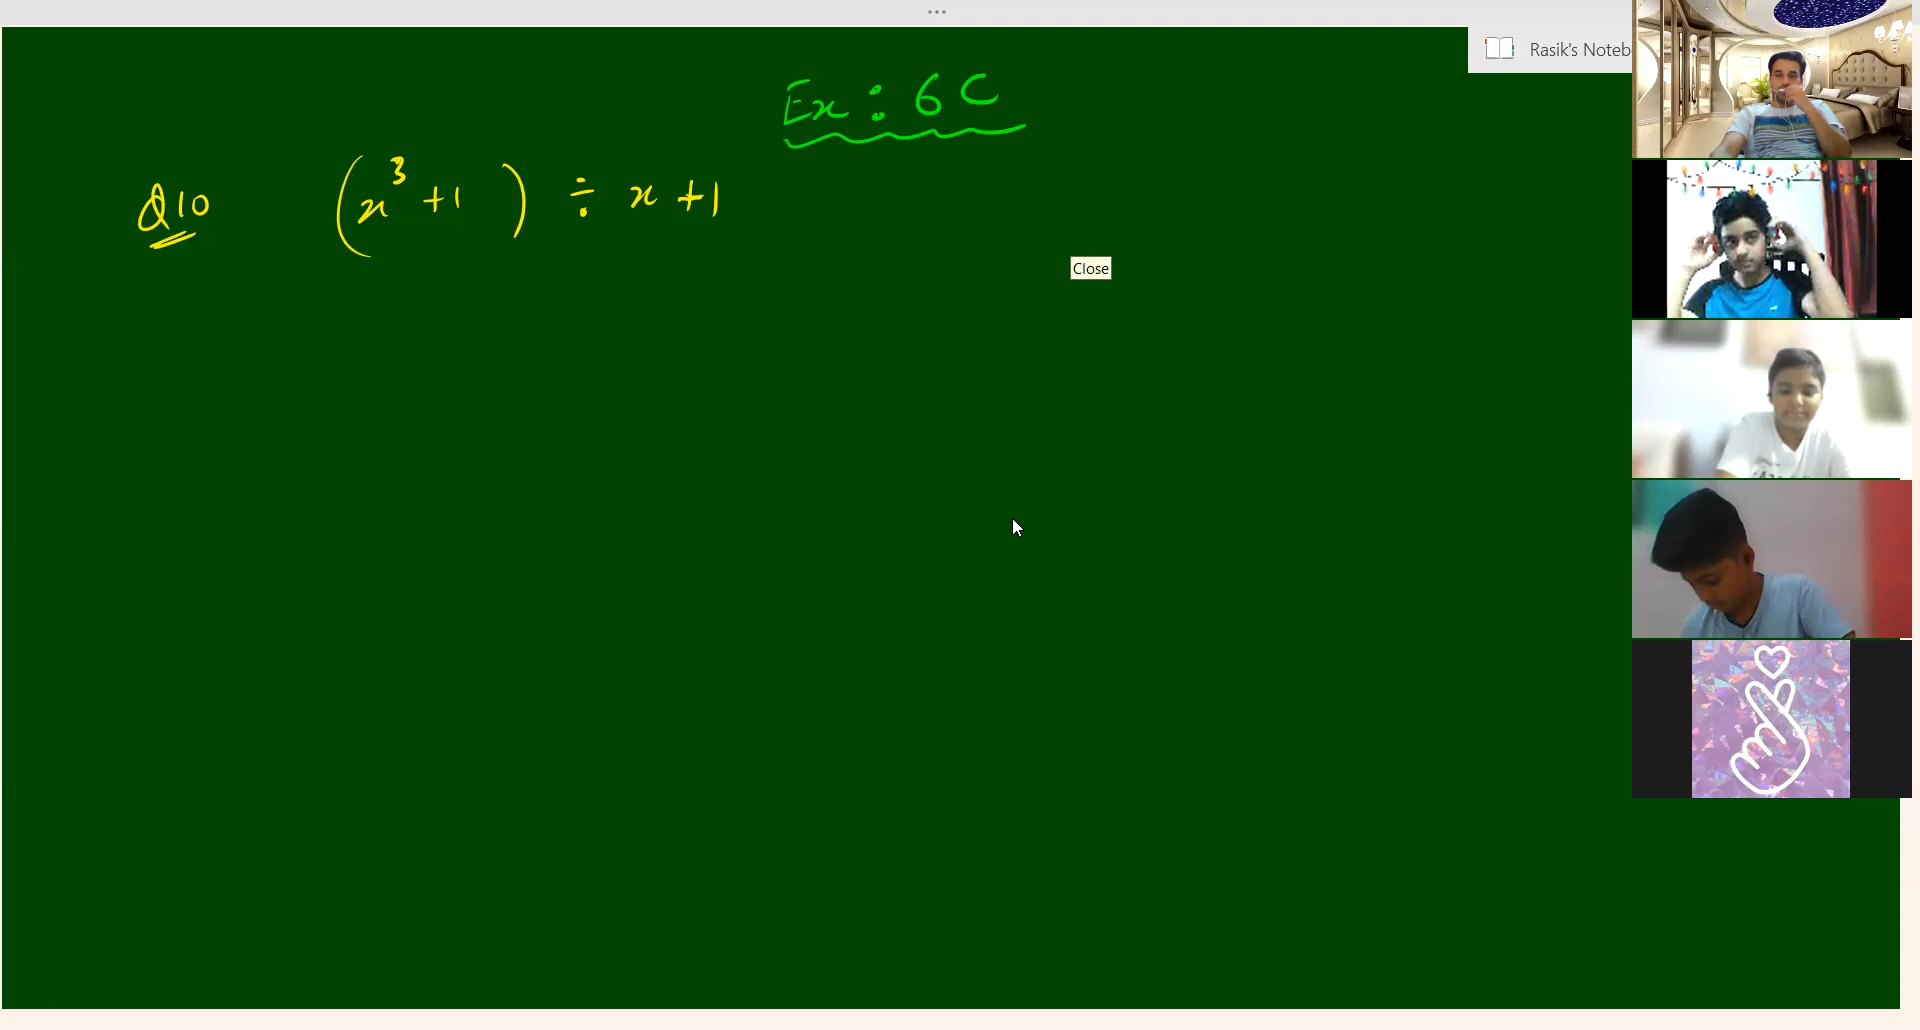 ...
Rasik's Noteb
Ex : 6C
Q10 (x³ + 1) ÷ x + 1
Close